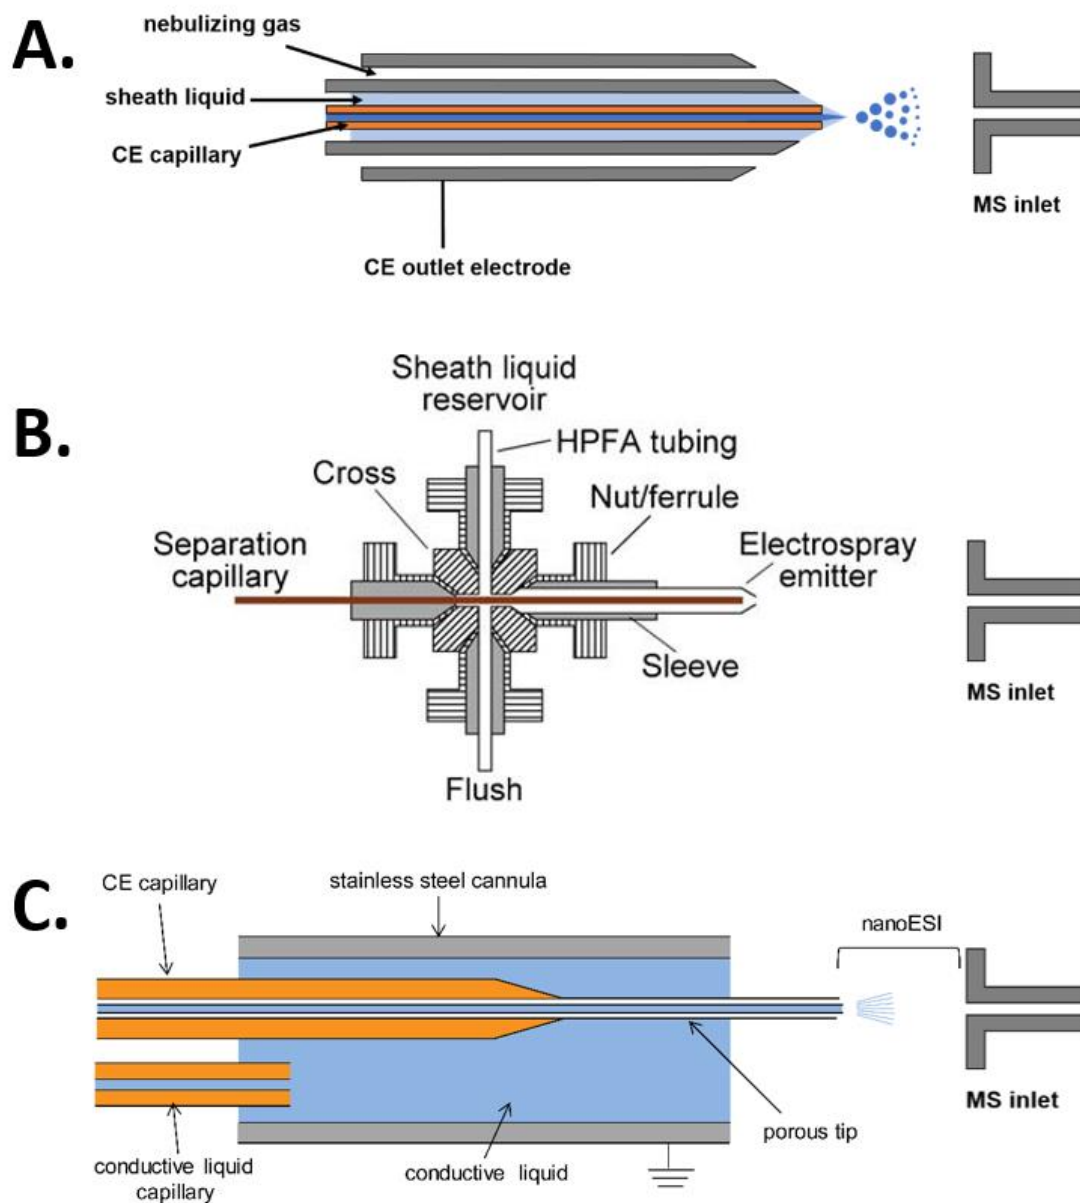 A.
nebulizing gas
sheath liquid
CE capillary
CE outlet electrode
MS inlet
B.
Sheath liquid
reservoir
HPFA tubing
Cross
Nut/ferrule
Separation
capillary
Electrospray
emitter
Sleeve
Flush
MS inlet
C.
CE capillary
stainless steel cannula
nanoESI
MS inlet
porous tip
conductive liquid
capillary
conductive liquid